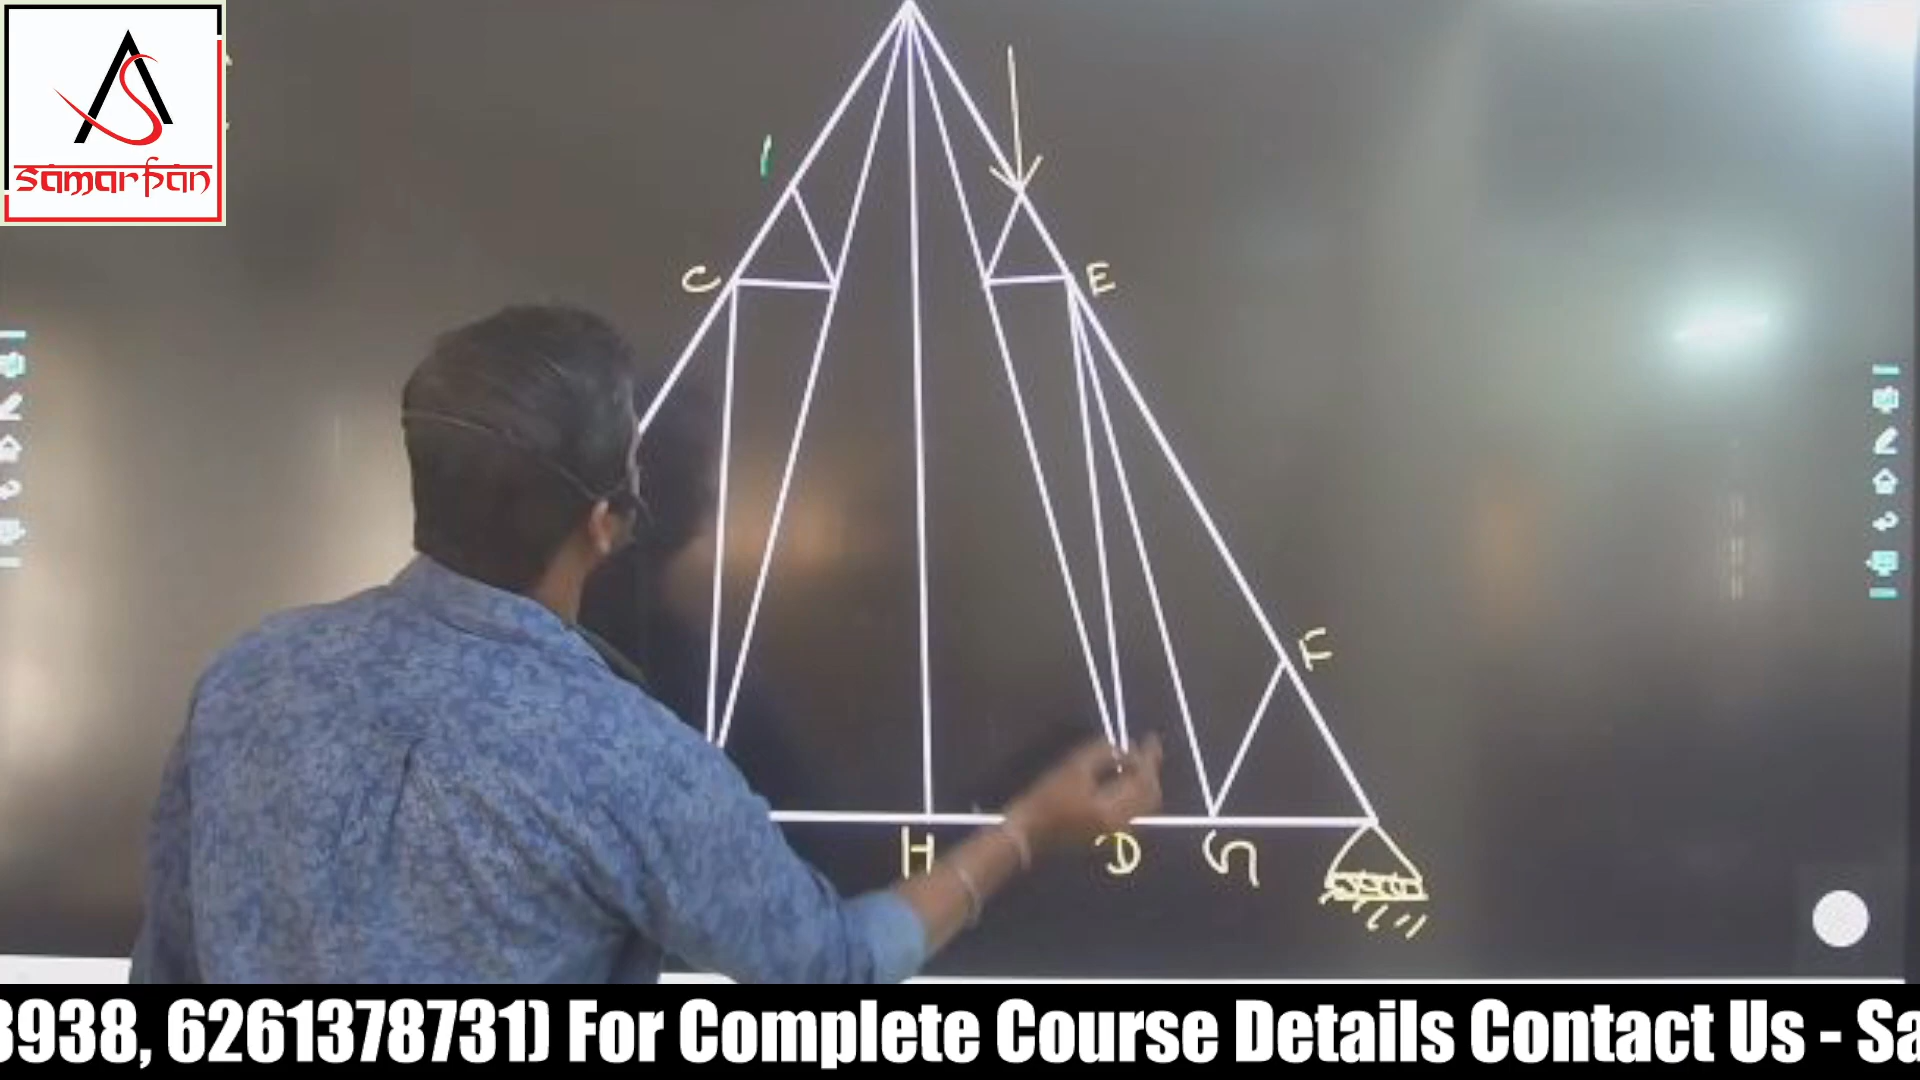 samarpan
C
E
F
H
D
G
3938, 6261378731) For Complete Course Details Contact Us - Sa